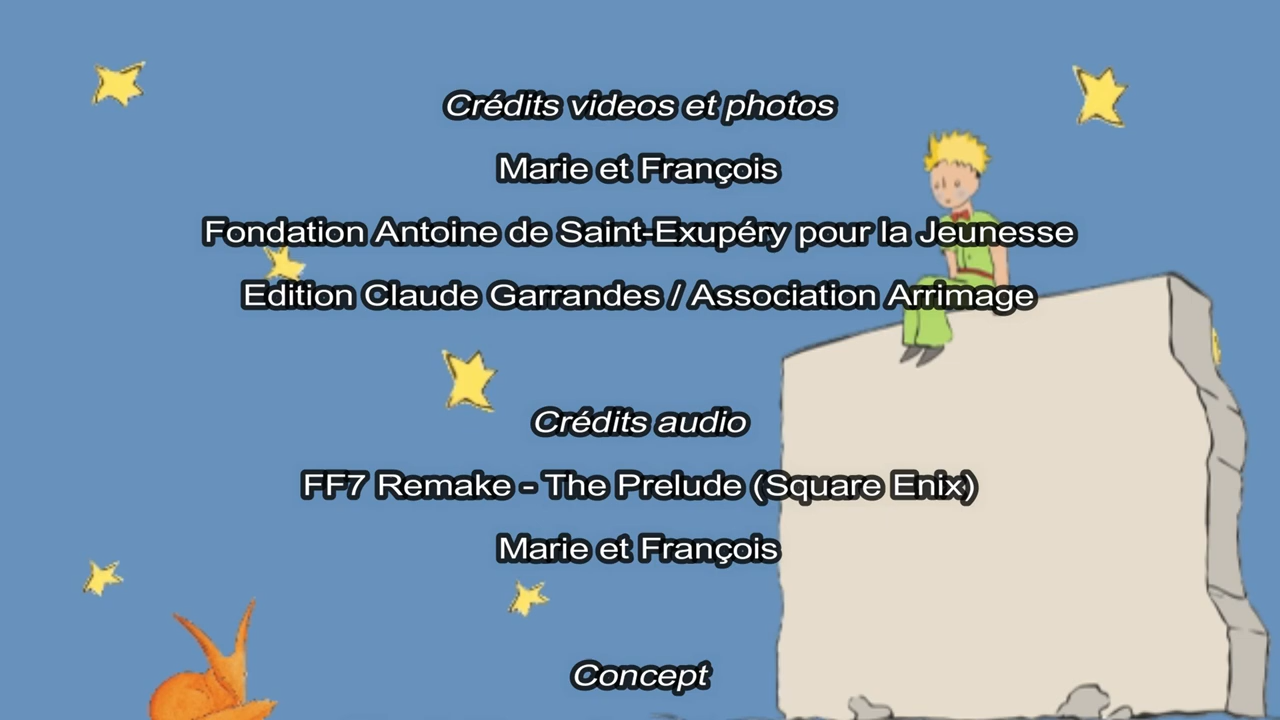 Crédits videos et photos
Marie et François
Fondation Antoine de Saint-Exupéry pour la Jeunesse
Edition Claude Garrandes / Association Arrimage
Crédits audio
FF7 Remake - The Prelude (Square Enix)
Marie et François
Concept